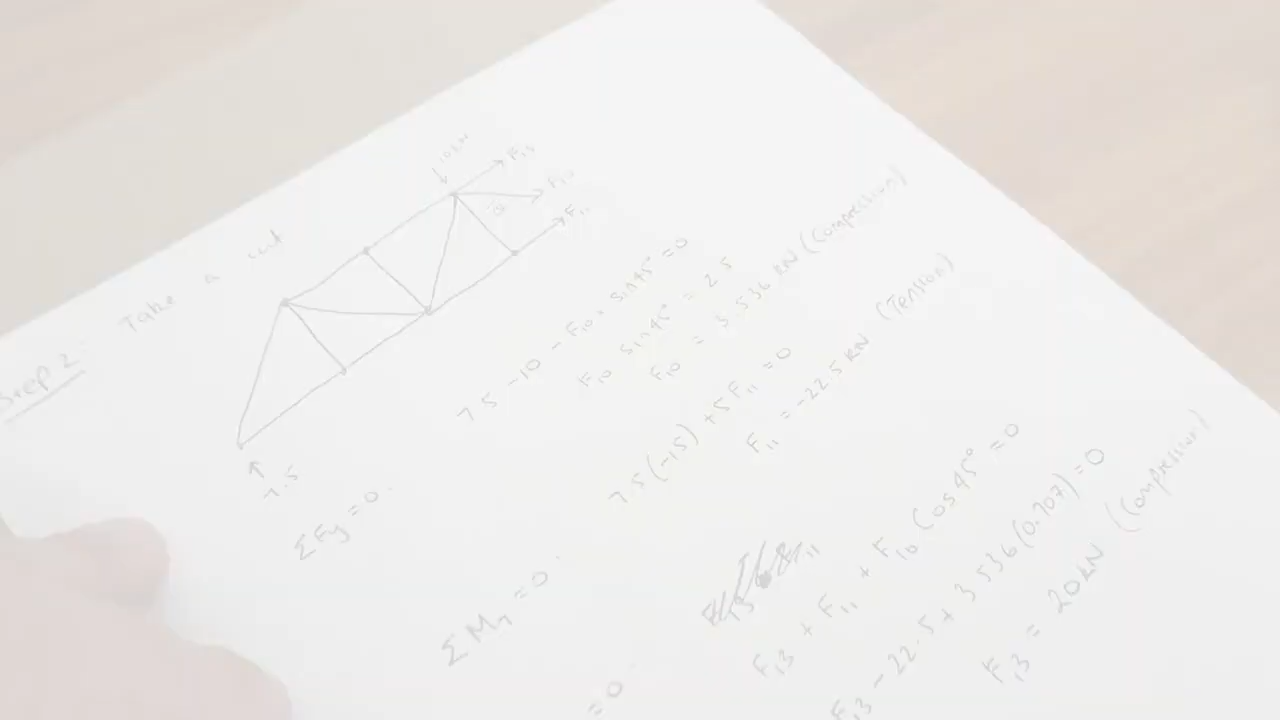 Step 2: Take a cut
10kN
F13
F10
F11
7.5
ΣFy = 0
7.5 - 10 - F10 sin45° = 0
F10 sin45° = 2.5
F10 = 3.536 kN (Compression)
ΣM7 = 0
7.5(-15) + 5F11 = 0
F11 = -22.5 kN (Tension)
= 0
F13 + F11 + F10 Cos45° = 0
F13 - 22.5 + 3.536(0.707) = 0
F13 = 20kN (Compression)